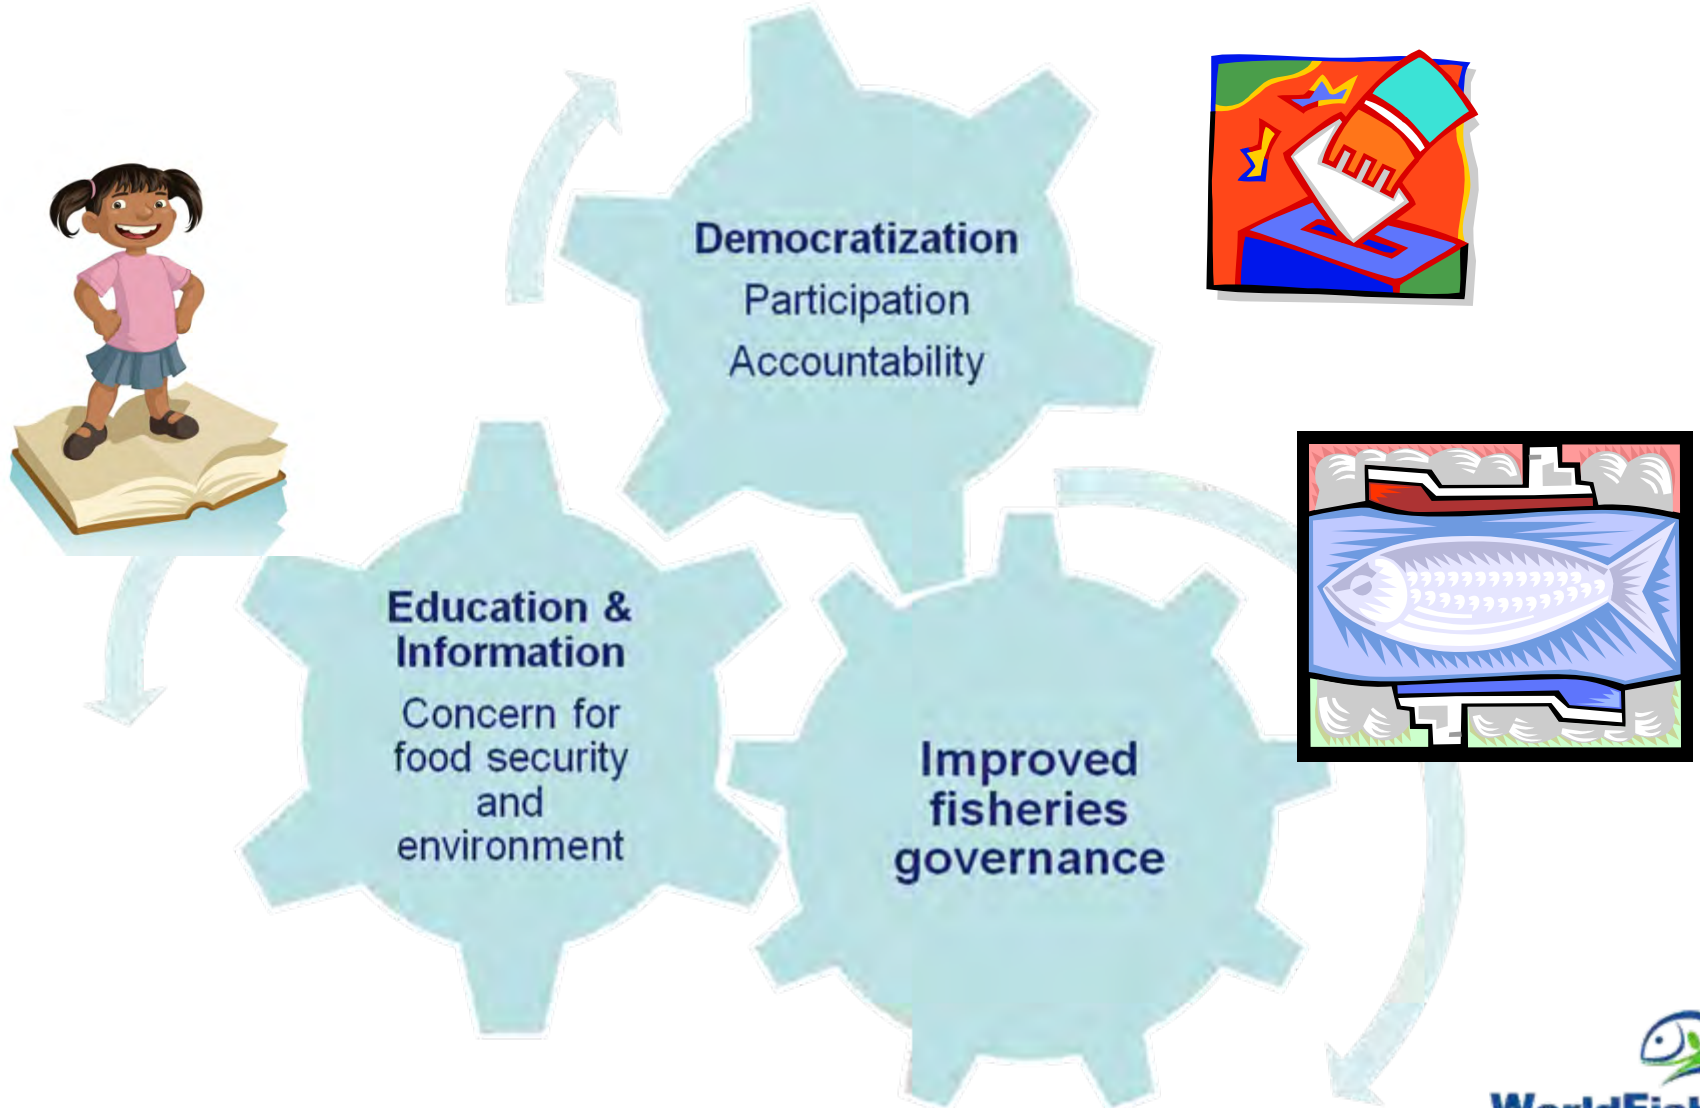 Democratization
Participation
Accountability
Education &
Information
Concern for
food security
and
environment
Improved
fisheries
governance